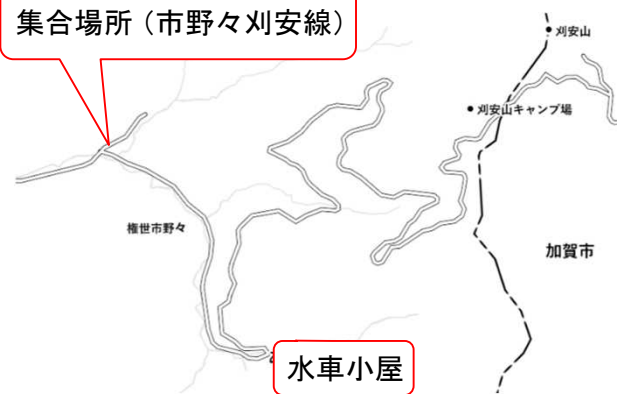 集合場所（市野々刈安線）
刈安山
刈安山キャンプ場
権世市野々
加賀市
水車小屋